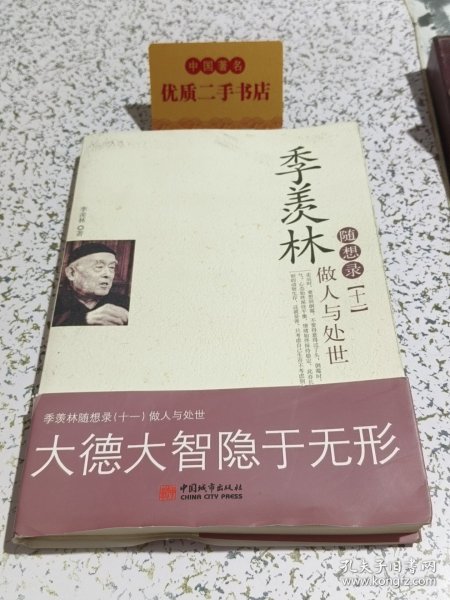 中国著名
优质二手书店
季羡林
随想录
【十一】
做人与处世
季羡林 著
季羡林随想录(十一)做人与处世
大德大智隐于无形
中国城市出版社
CHINA CITY PRESS
孔夫子旧书网
www.kongfz.com